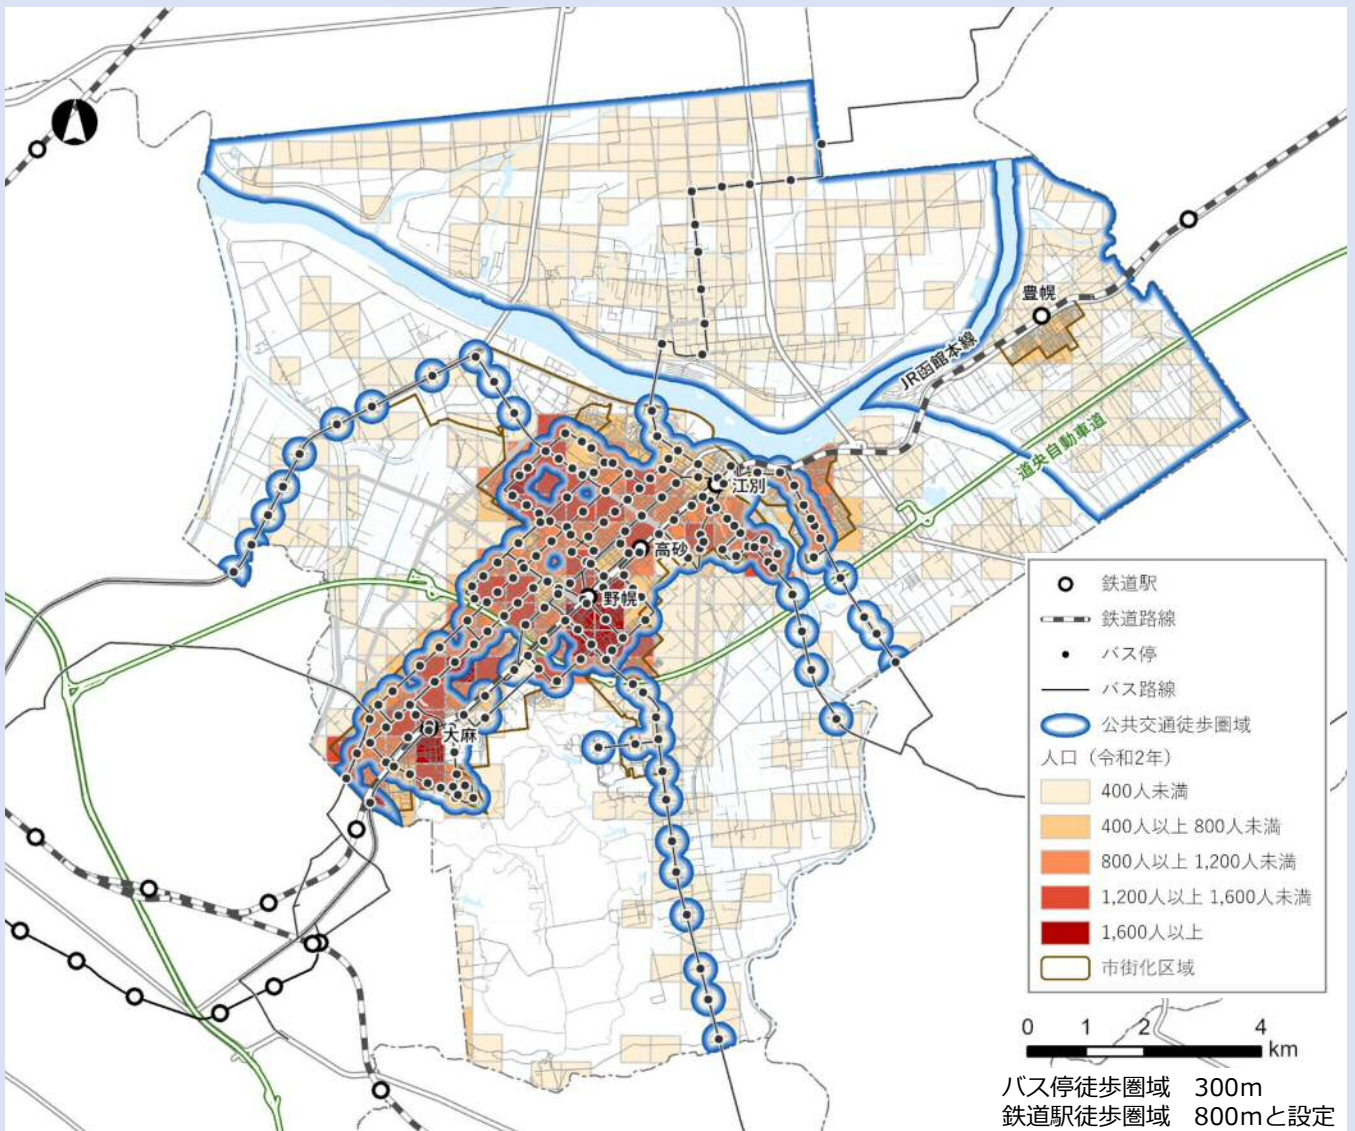 豊幌
JR函館本線
道央自動車道
江別
高砂
野幌
大麻
鉄道駅
鉄道路線
バス停
バス路線
公共交通徒歩圏域
人口（令和2年）
400人未満
400人以上 800人未満
800人以上 1,200人未満
1,200人以上 1,600人未満
1,600人以上
市街化区域
0 1 2 4
km
バス停徒歩圏域　300m
鉄道駅徒歩圏域　800mと設定